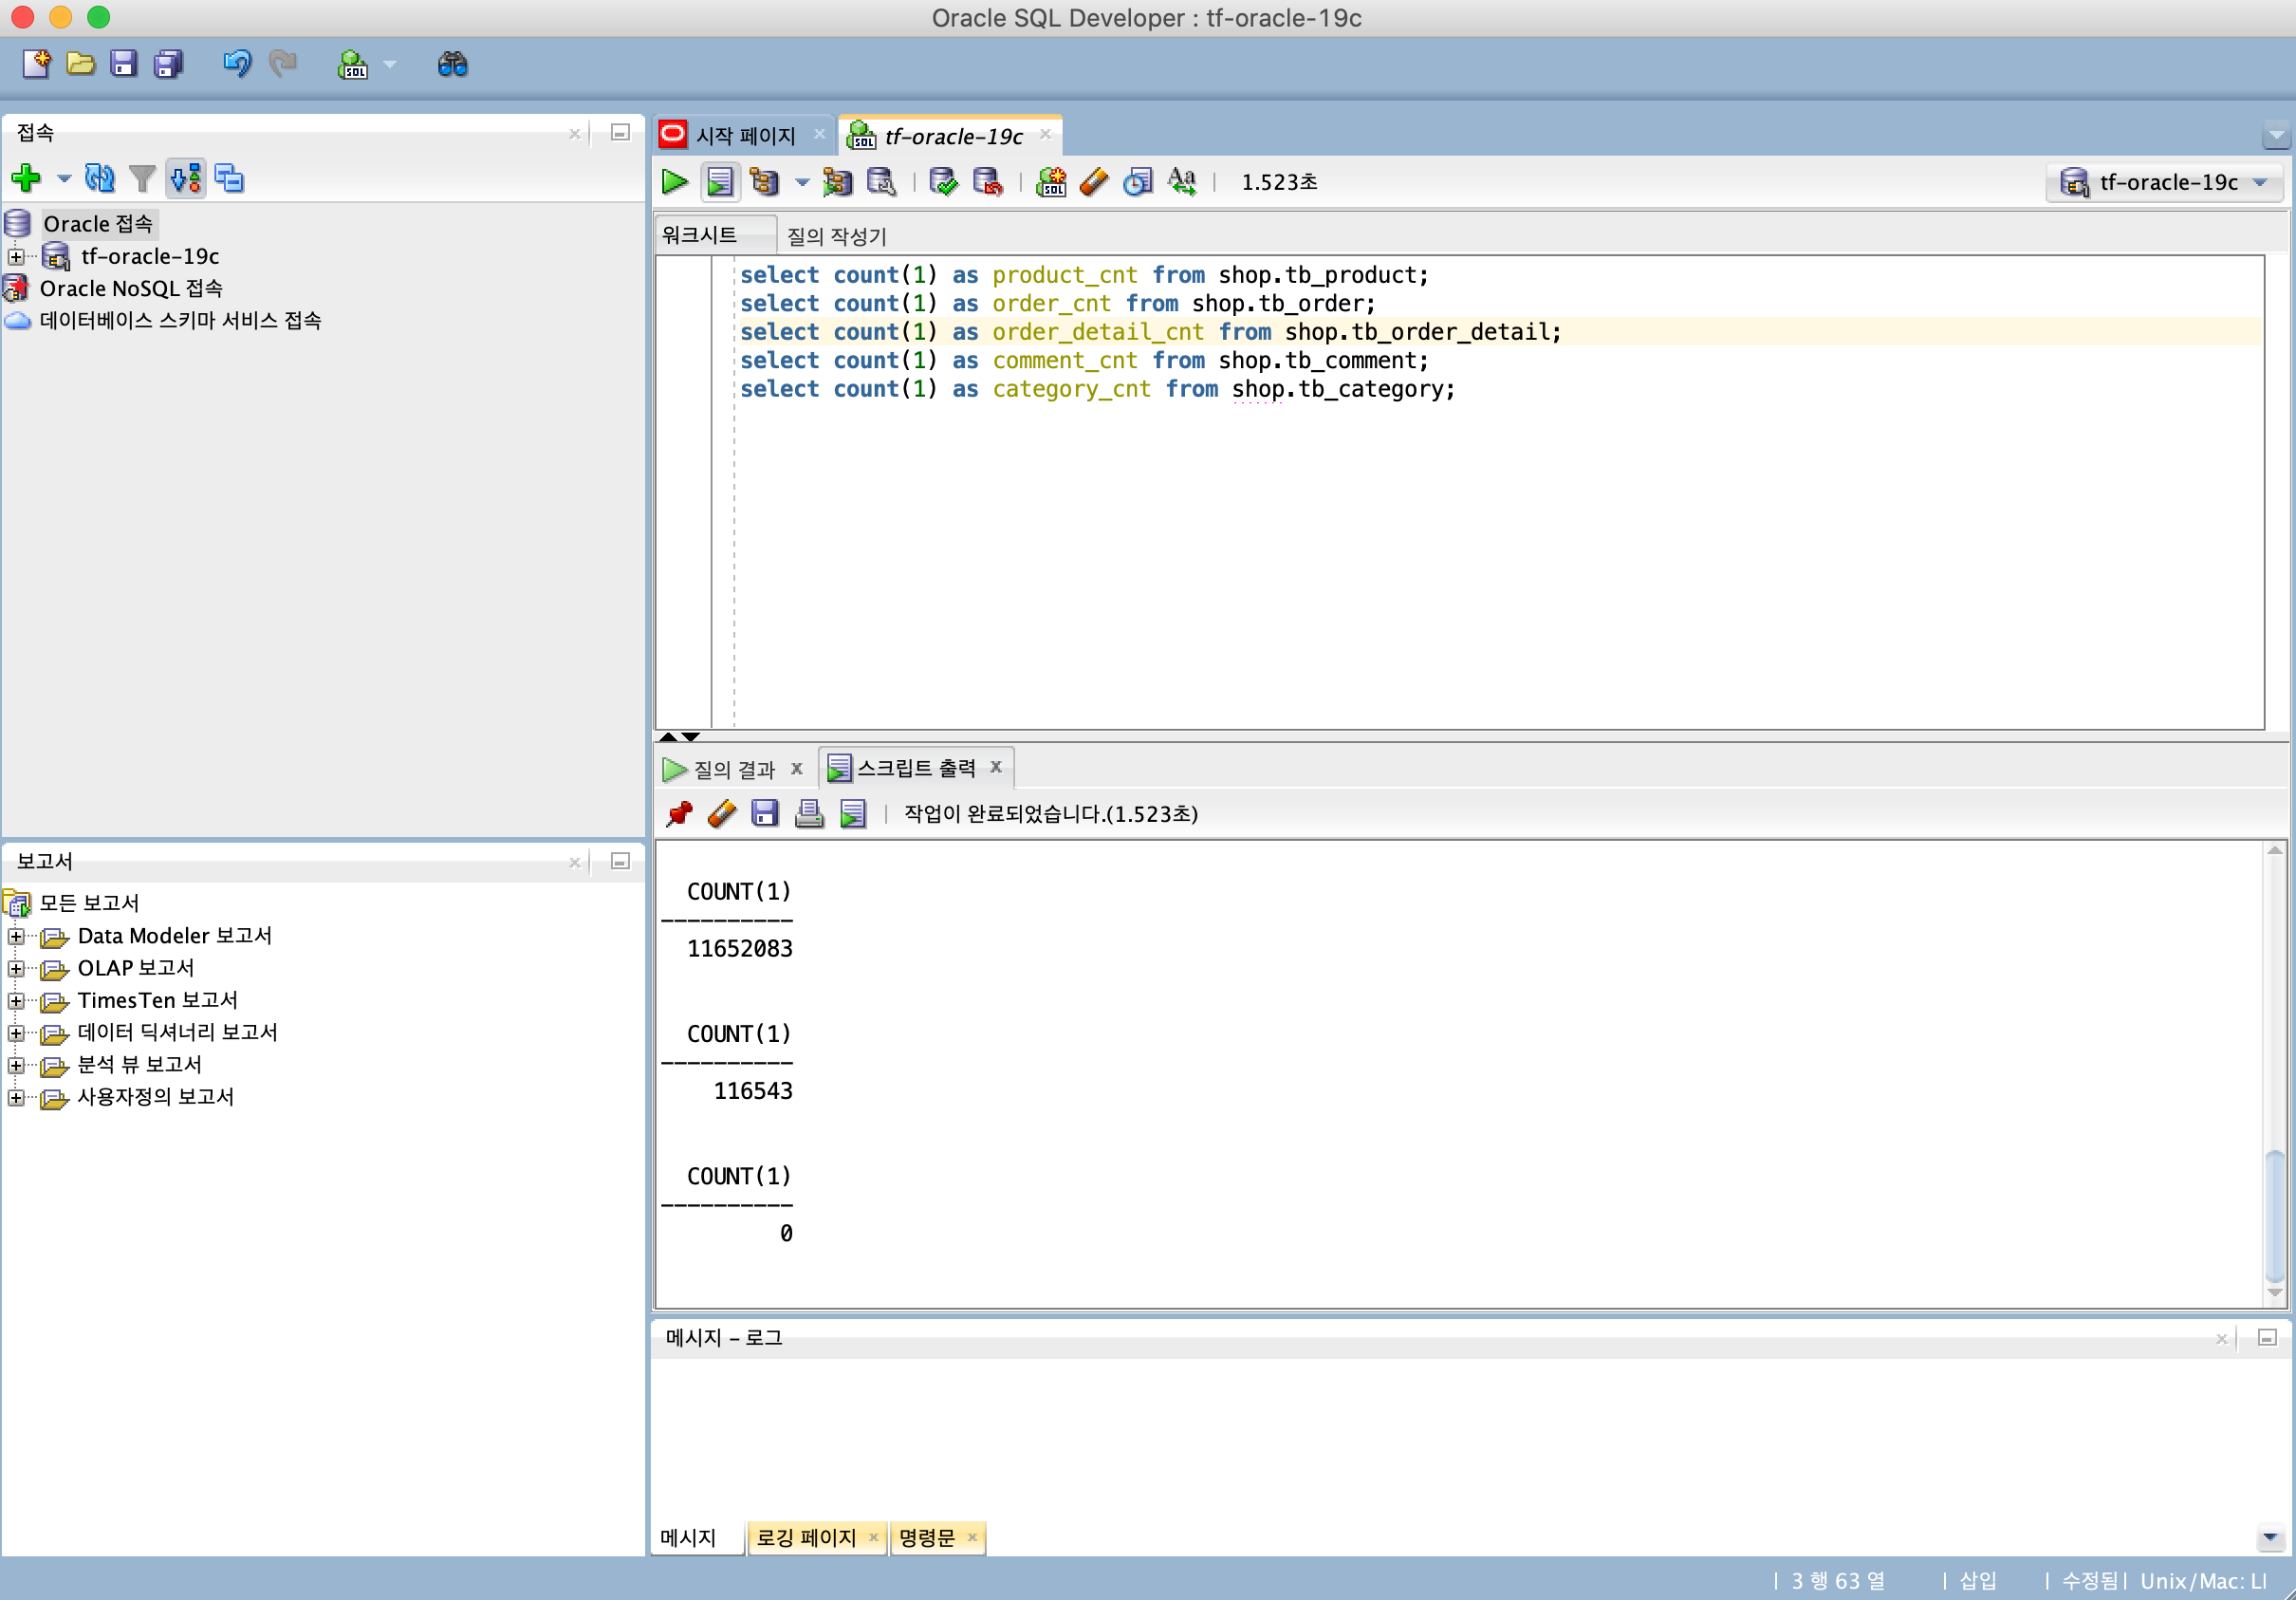 Oracle SQL Developer : tf-oracle-19c
SQL
접속
Oracle 접속
tf-oracle-19c
Oracle NoSQL 접속
데이터베이스 스키마 서비스 접속
보고서
모든 보고서
Data Modeler 보고서
OLAP 보고서
TimesTen 보고서
데이터 딕셔너리 보고서
분석 뷰 보고서
사용자정의 보고서
시작 페이지
SQL tf-oracle-19c
SQL Aa 1.523초
tf-oracle-19c
워크시트 질의 작성기
select count(1) as product_cnt from shop.tb_product;
select count(1) as order_cnt from shop.tb_order;
select count(1) as order_detail_cnt from shop.tb_order_detail;
select count(1) as comment_cnt from shop.tb_comment;
select count(1) as category_cnt from shop.tb_category;
질의 결과 x 스크립트 출력 x
작업이 완료되었습니다.(1.523초)
COUNT(1)
----------
11652083
COUNT(1)
----------
116543
COUNT(1)
----------
0
메시지 – 로그
메시지 로깅 페이지 명령문
| 3 행 63 열 | 삽입 | 수정됨 | Unix/Mac: LI